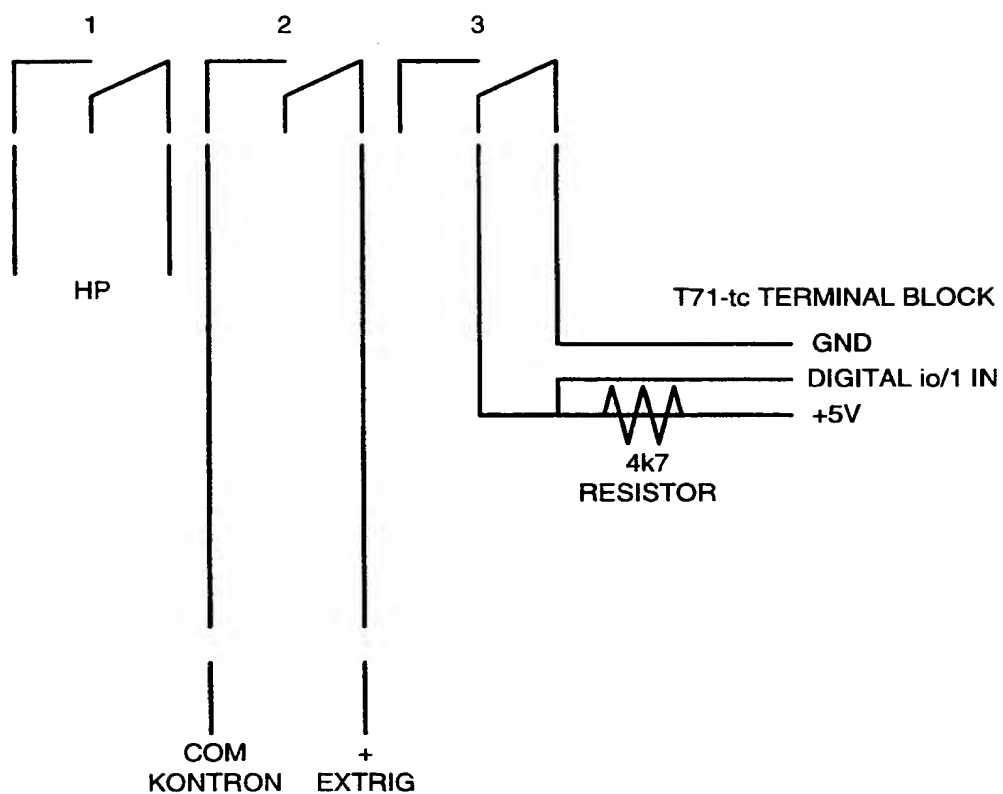 1 2 3
HP
T71-tc TERMINAL BLOCK
GND
DIGITAL io/1 IN
+5V
4k7
RESISTOR
COM +
KONTRON EXTRIG